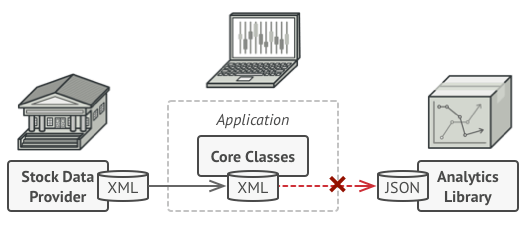 Application
Stock Data
Provider
XML
Core Classes
XML
JSON
Analytics
Library